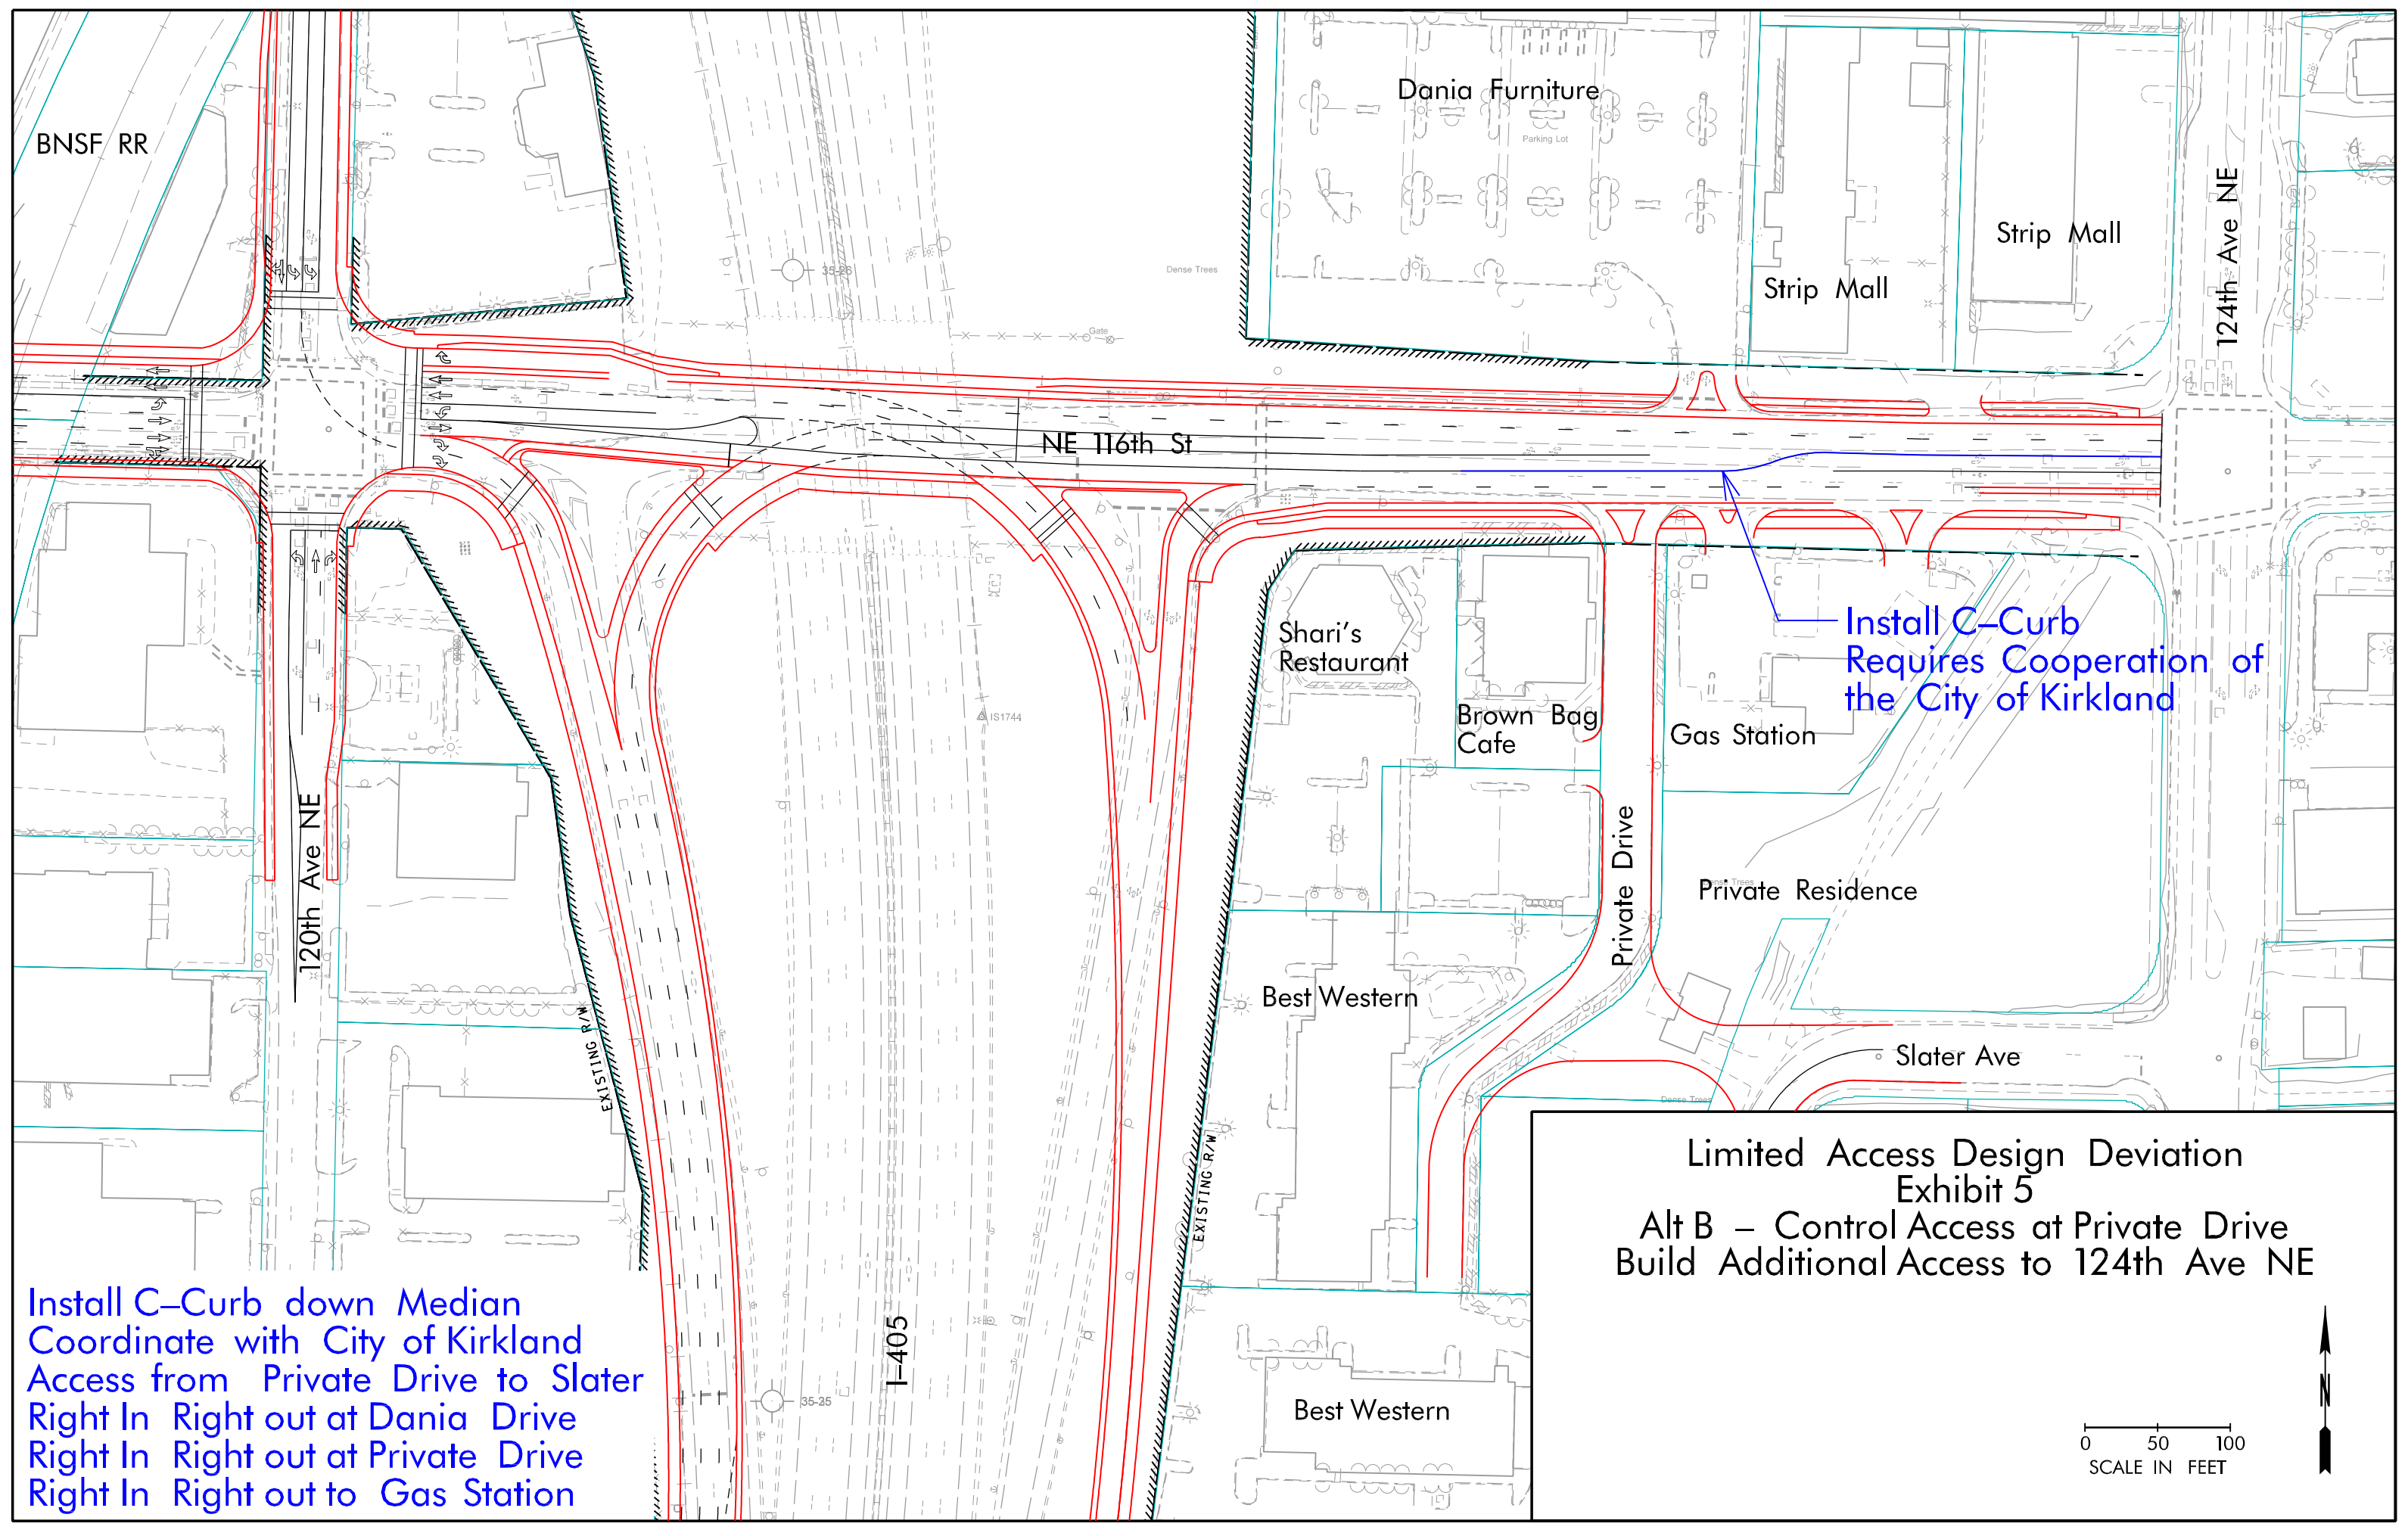 BNSF RR
Dania Furniture
Parking Lot
Strip Mall
Strip Mall
124th Ave NE
35-26
Dense Trees
Gate
NE 116th St
Install C–Curb
Requires Cooperation of
the City of Kirkland
Shari's
Restaurant
Brown Bag
Cafe
Gas Station
IS1744
120th Ave NE
Private Drive
Private Residence
Best Western
Slater Ave
Dense Trees
EXISTING R/W
EXISTING R/W
I–405
35-25
Best Western
Install C–Curb down Median
Coordinate with City of Kirkland
Access from Private Drive to Slater
Right In Right out at Dania Drive
Right In Right out at Private Drive
Right In Right out to Gas Station
Limited Access Design Deviation
Exhibit 5
Alt B – Control Access at Private Drive
Build Additional Access to 124th Ave NE
N
0 50 100
SCALE IN FEET